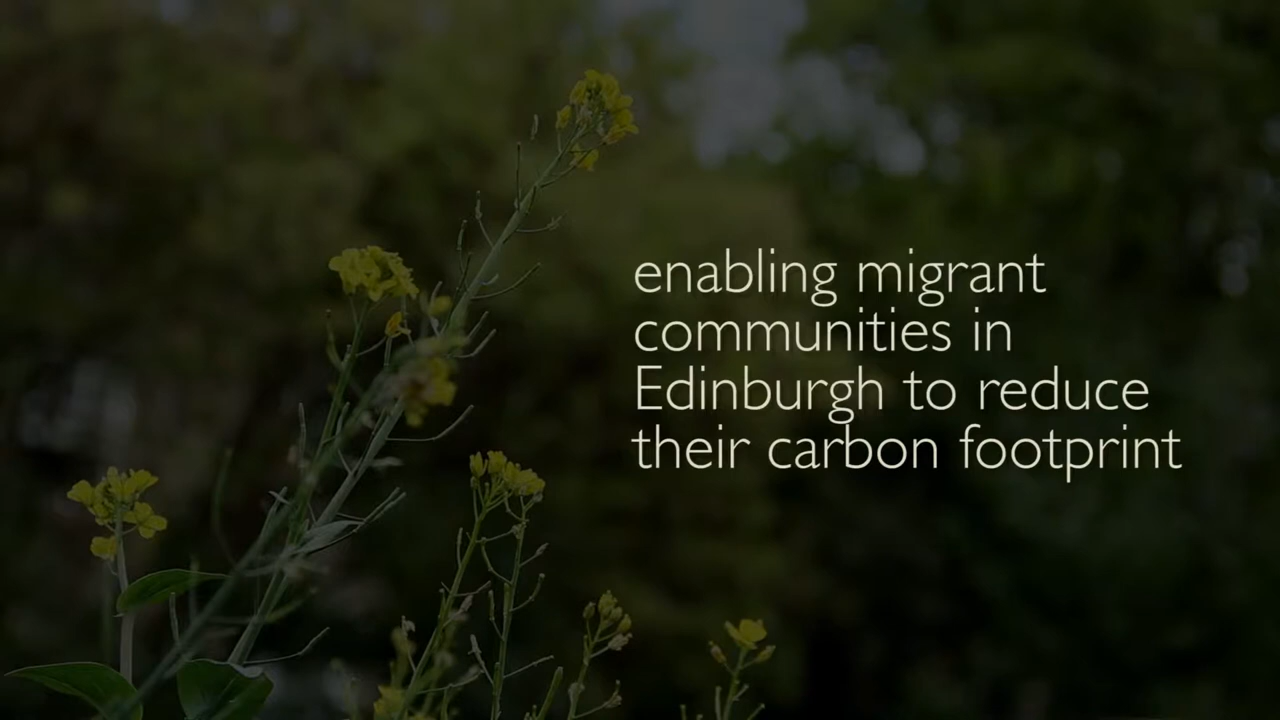 enabling migrant
communities in
Edinburgh to reduce
their carbon footprint